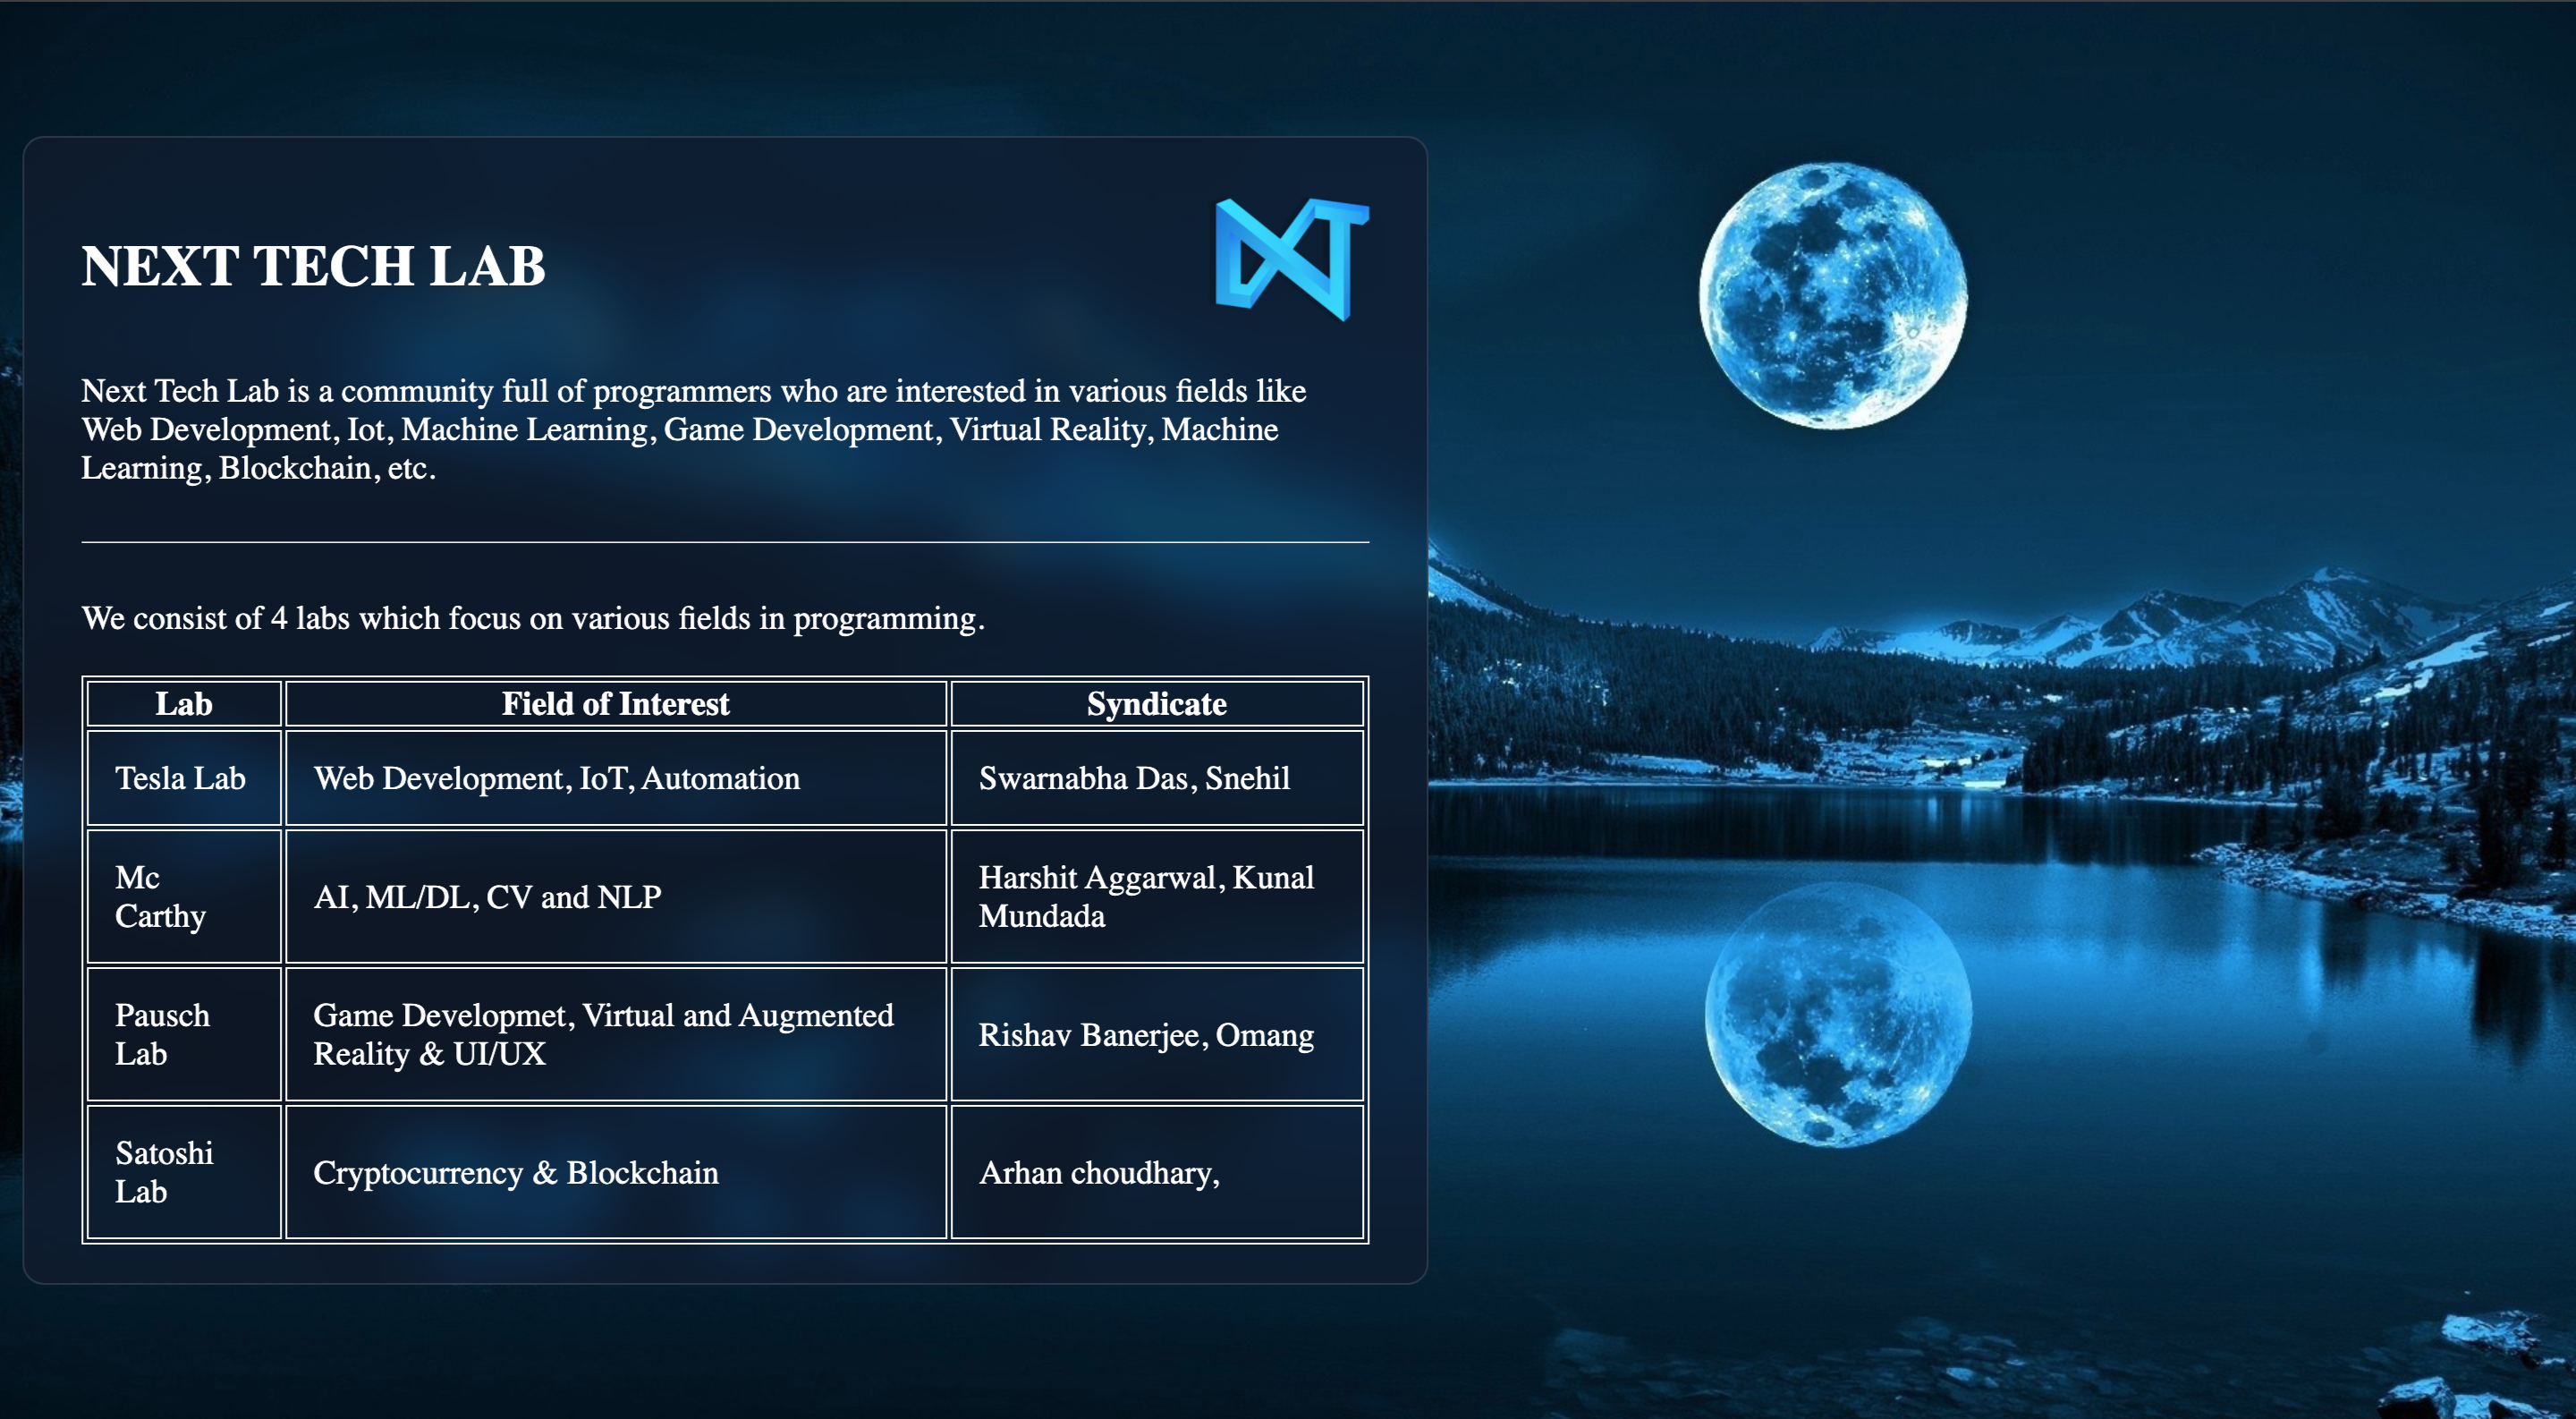 NEXT TECH LAB
Next Tech Lab is a community full of programmers who are interested in various fields like
Web Development, Iot, Machine Learning, Game Development, Virtual Reality, Machine
Learning, Blockchain, etc.
We consist of 4 labs which focus on various fields in programming.
Lab Field of Interest Syndicate
Tesla Lab Web Development, IoT, Automation Swarnabha Das, Snehil
Mc
Carthy
AI, ML/DL, CV and NLP
Harshit Aggarwal, Kunal
Mundada
Pausch
Lab
Game Developmet, Virtual and Augmented
Reality & UI/UX
Rishav Banerjee, Omang
Satoshi
Lab
Cryptocurrency & Blockchain
Arhan choudhary,